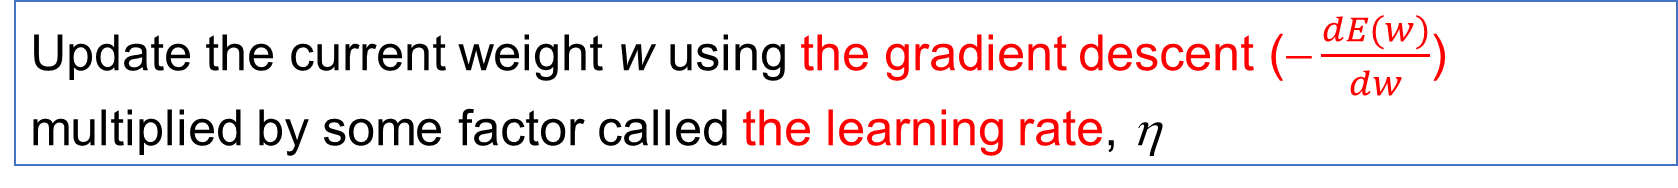 Update the current weight w using the gradient descent (−dE(w)/dw)
multiplied by some factor called the learning rate, η